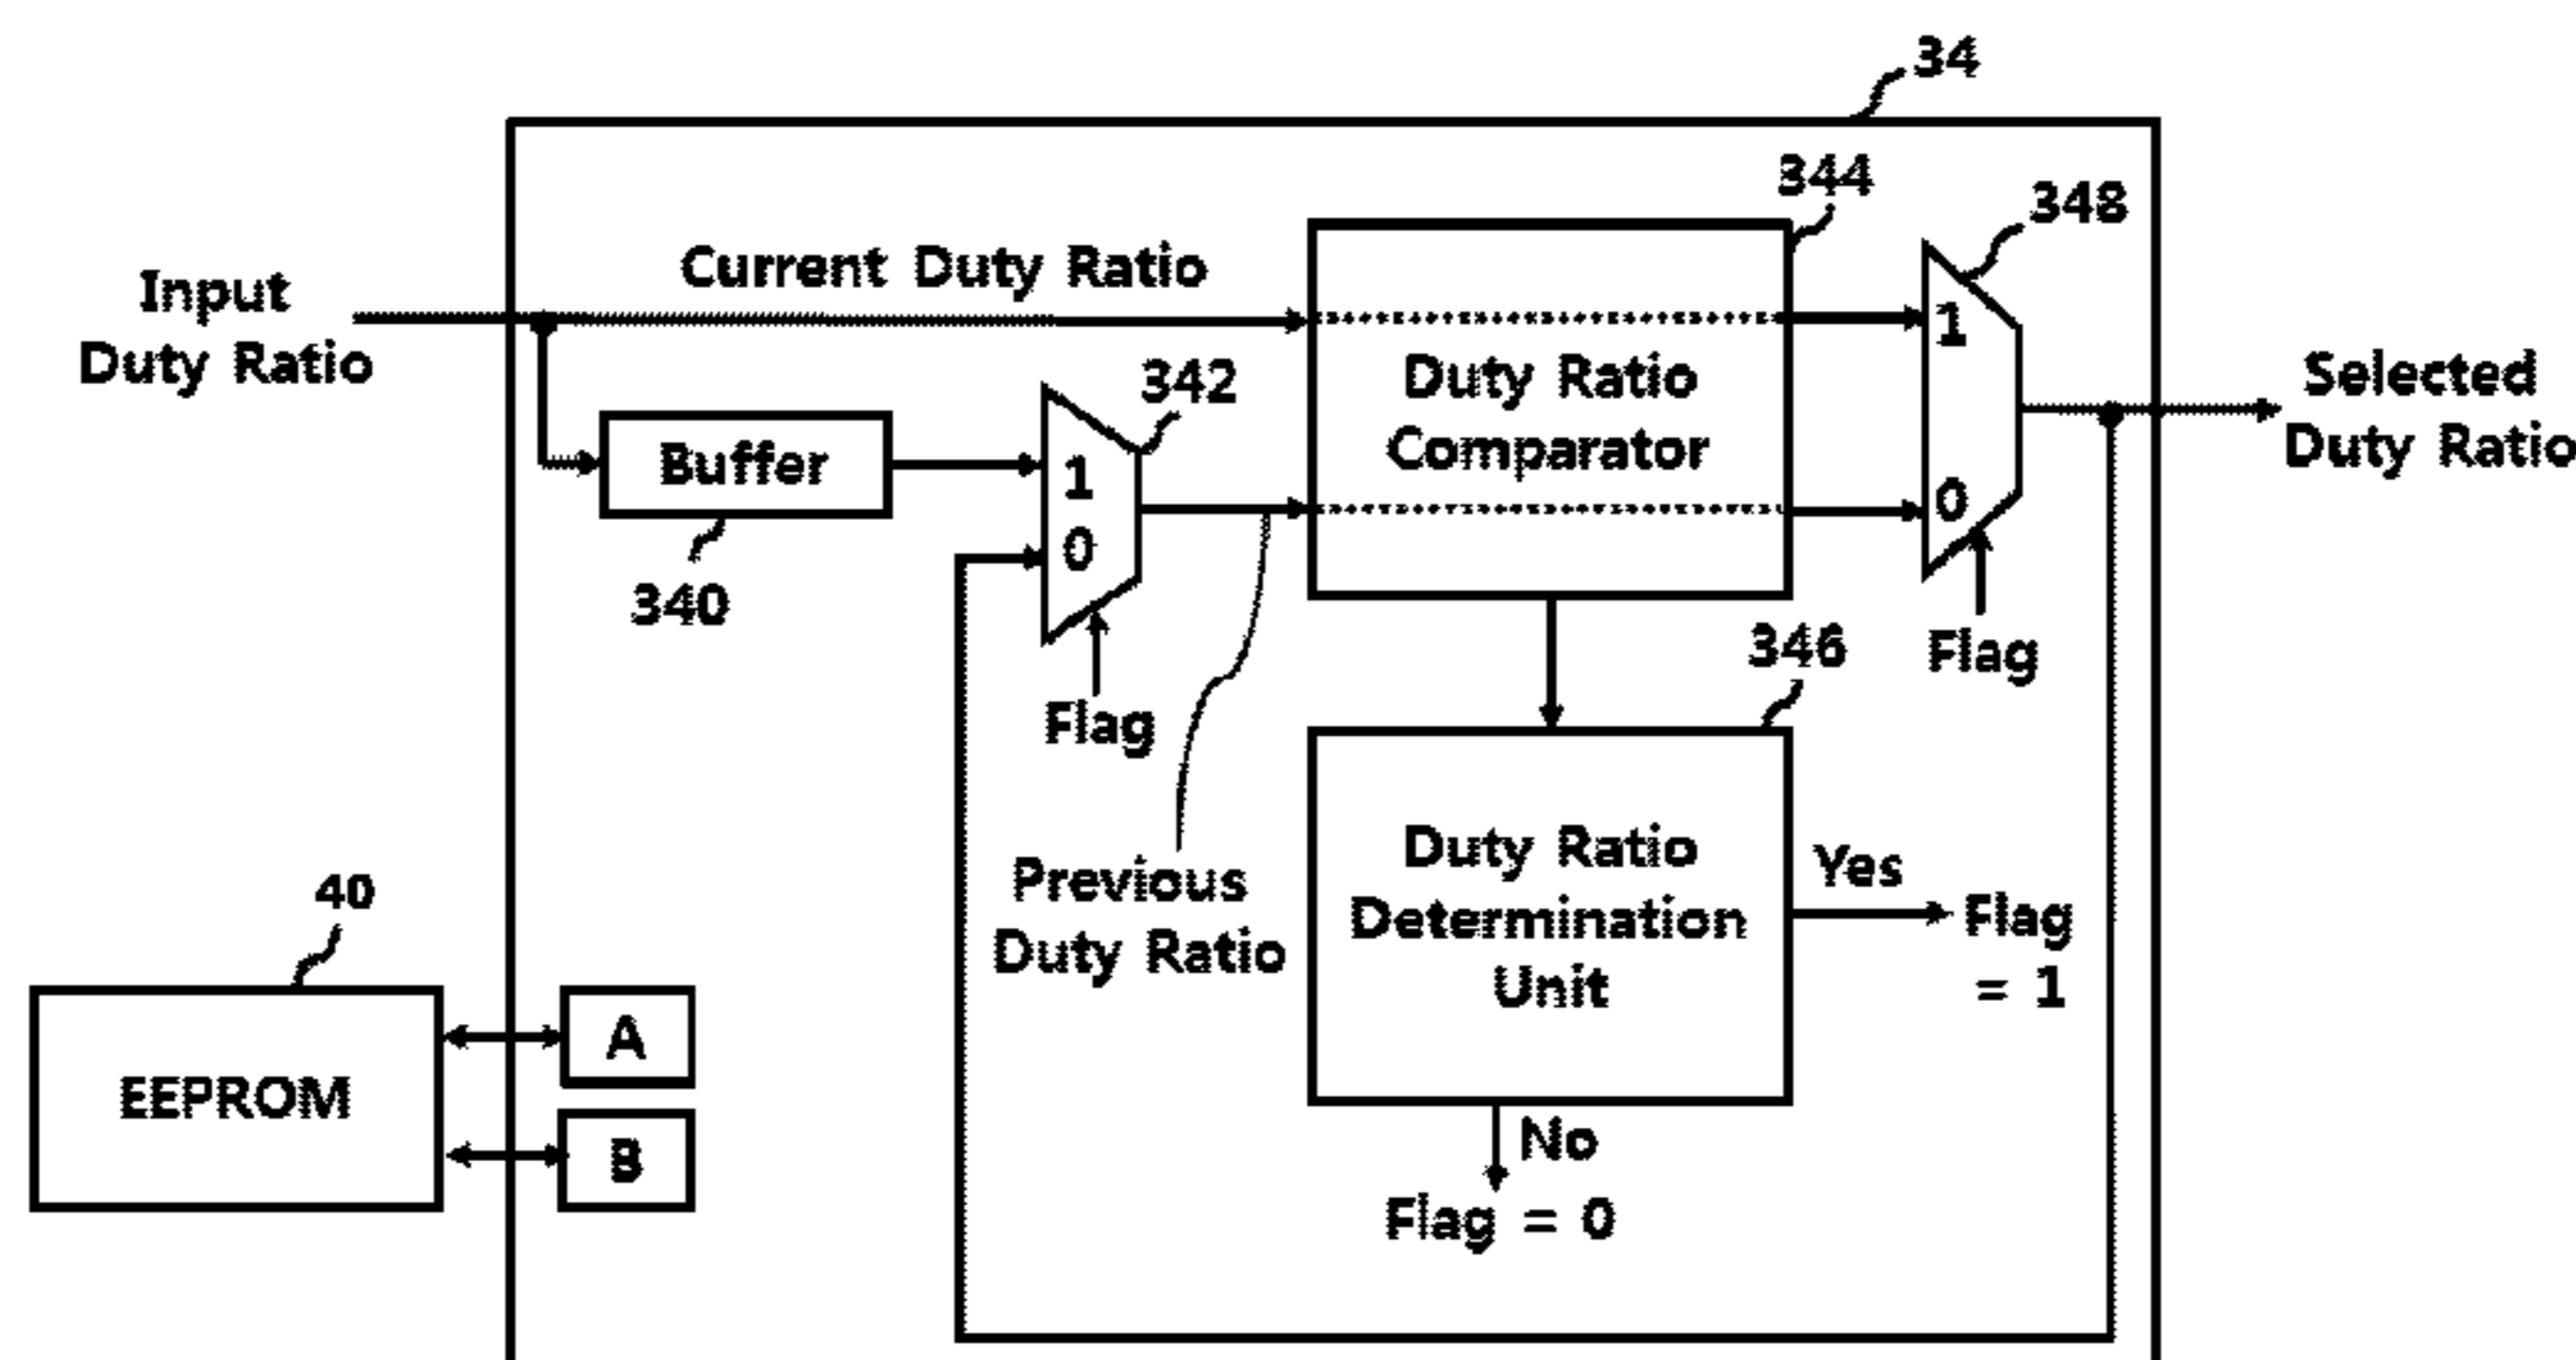 34
344
348
Current Duty Ratio
Input
Duty Ratio
1
342
Duty Ratio
Comparator
Selected
Duty Ratio
Buffer
1
0
0
340
Flag
346
Flag
Previous
Duty Ratio
Duty Ratio
Determination
Unit
Yes
Flag
= 1
40
EEPROM
A
B
No
Flag = 0